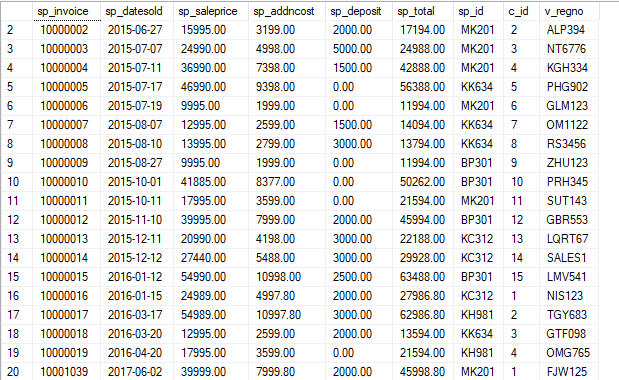 sp_invoice sp_datesold sp_saleprice sp_addncost sp_deposit sp_total sp_id c_id v_regno
2 10000002 2015-06-27 15995.00 3199.00 2000.00 17194.00 MK201 2 ALP394
3 10000003 2015-07-07 24990.00 4998.00 5000.00 24988.00 MK201 3 NT6776
4 10000004 2015-07-11 36990.00 7398.00 1500.00 42888.00 MK201 4 KGH334
5 10000005 2015-07-17 46990.00 9398.00 0.00 56388.00 KK634 5 PHG902
6 10000006 2015-07-19 9995.00 1999.00 0.00 11994.00 MK201 6 GLM123
7 10000007 2015-08-07 12995.00 2599.00 1500.00 14094.00 KK634 7 OM1122
8 10000008 2015-08-10 13995.00 2799.00 3000.00 13794.00 KK634 8 RS3456
9 10000009 2015-08-27 9995.00 1999.00 0.00 11994.00 BP301 9 ZHU123
10 10000010 2015-10-01 41885.00 8377.00 0.00 50262.00 BP301 10 PRH345
11 10000011 2015-10-11 17995.00 3599.00 0.00 21594.00 MK201 11 SUT143
12 10000012 2015-11-10 39995.00 7999.00 2000.00 45994.00 BP301 12 GBR553
13 10000013 2015-12-11 20990.00 4198.00 3000.00 22188.00 KC312 13 LQRT67
14 10000014 2015-12-12 27440.00 5488.00 3000.00 29928.00 KC312 14 SALES1
15 10000015 2016-01-12 54990.00 10998.00 2500.00 63488.00 BP301 15 LMV541
16 10000016 2016-01-15 24989.00 4997.80 2000.00 27986.80 KC312 1 NIS123
17 10000017 2016-03-17 54989.00 10997.80 3000.00 62986.80 KH981 2 TGY683
18 10000018 2016-03-20 12995.00 2599.00 2000.00 13594.00 KK634 3 GTF098
19 10000019 2016-04-20 17995.00 3599.00 0.00 21594.00 KH981 4 OMG765
20 10001039 2017-06-02 39999.00 7999.80 2000.00 45998.80 MK201 1 FJW125